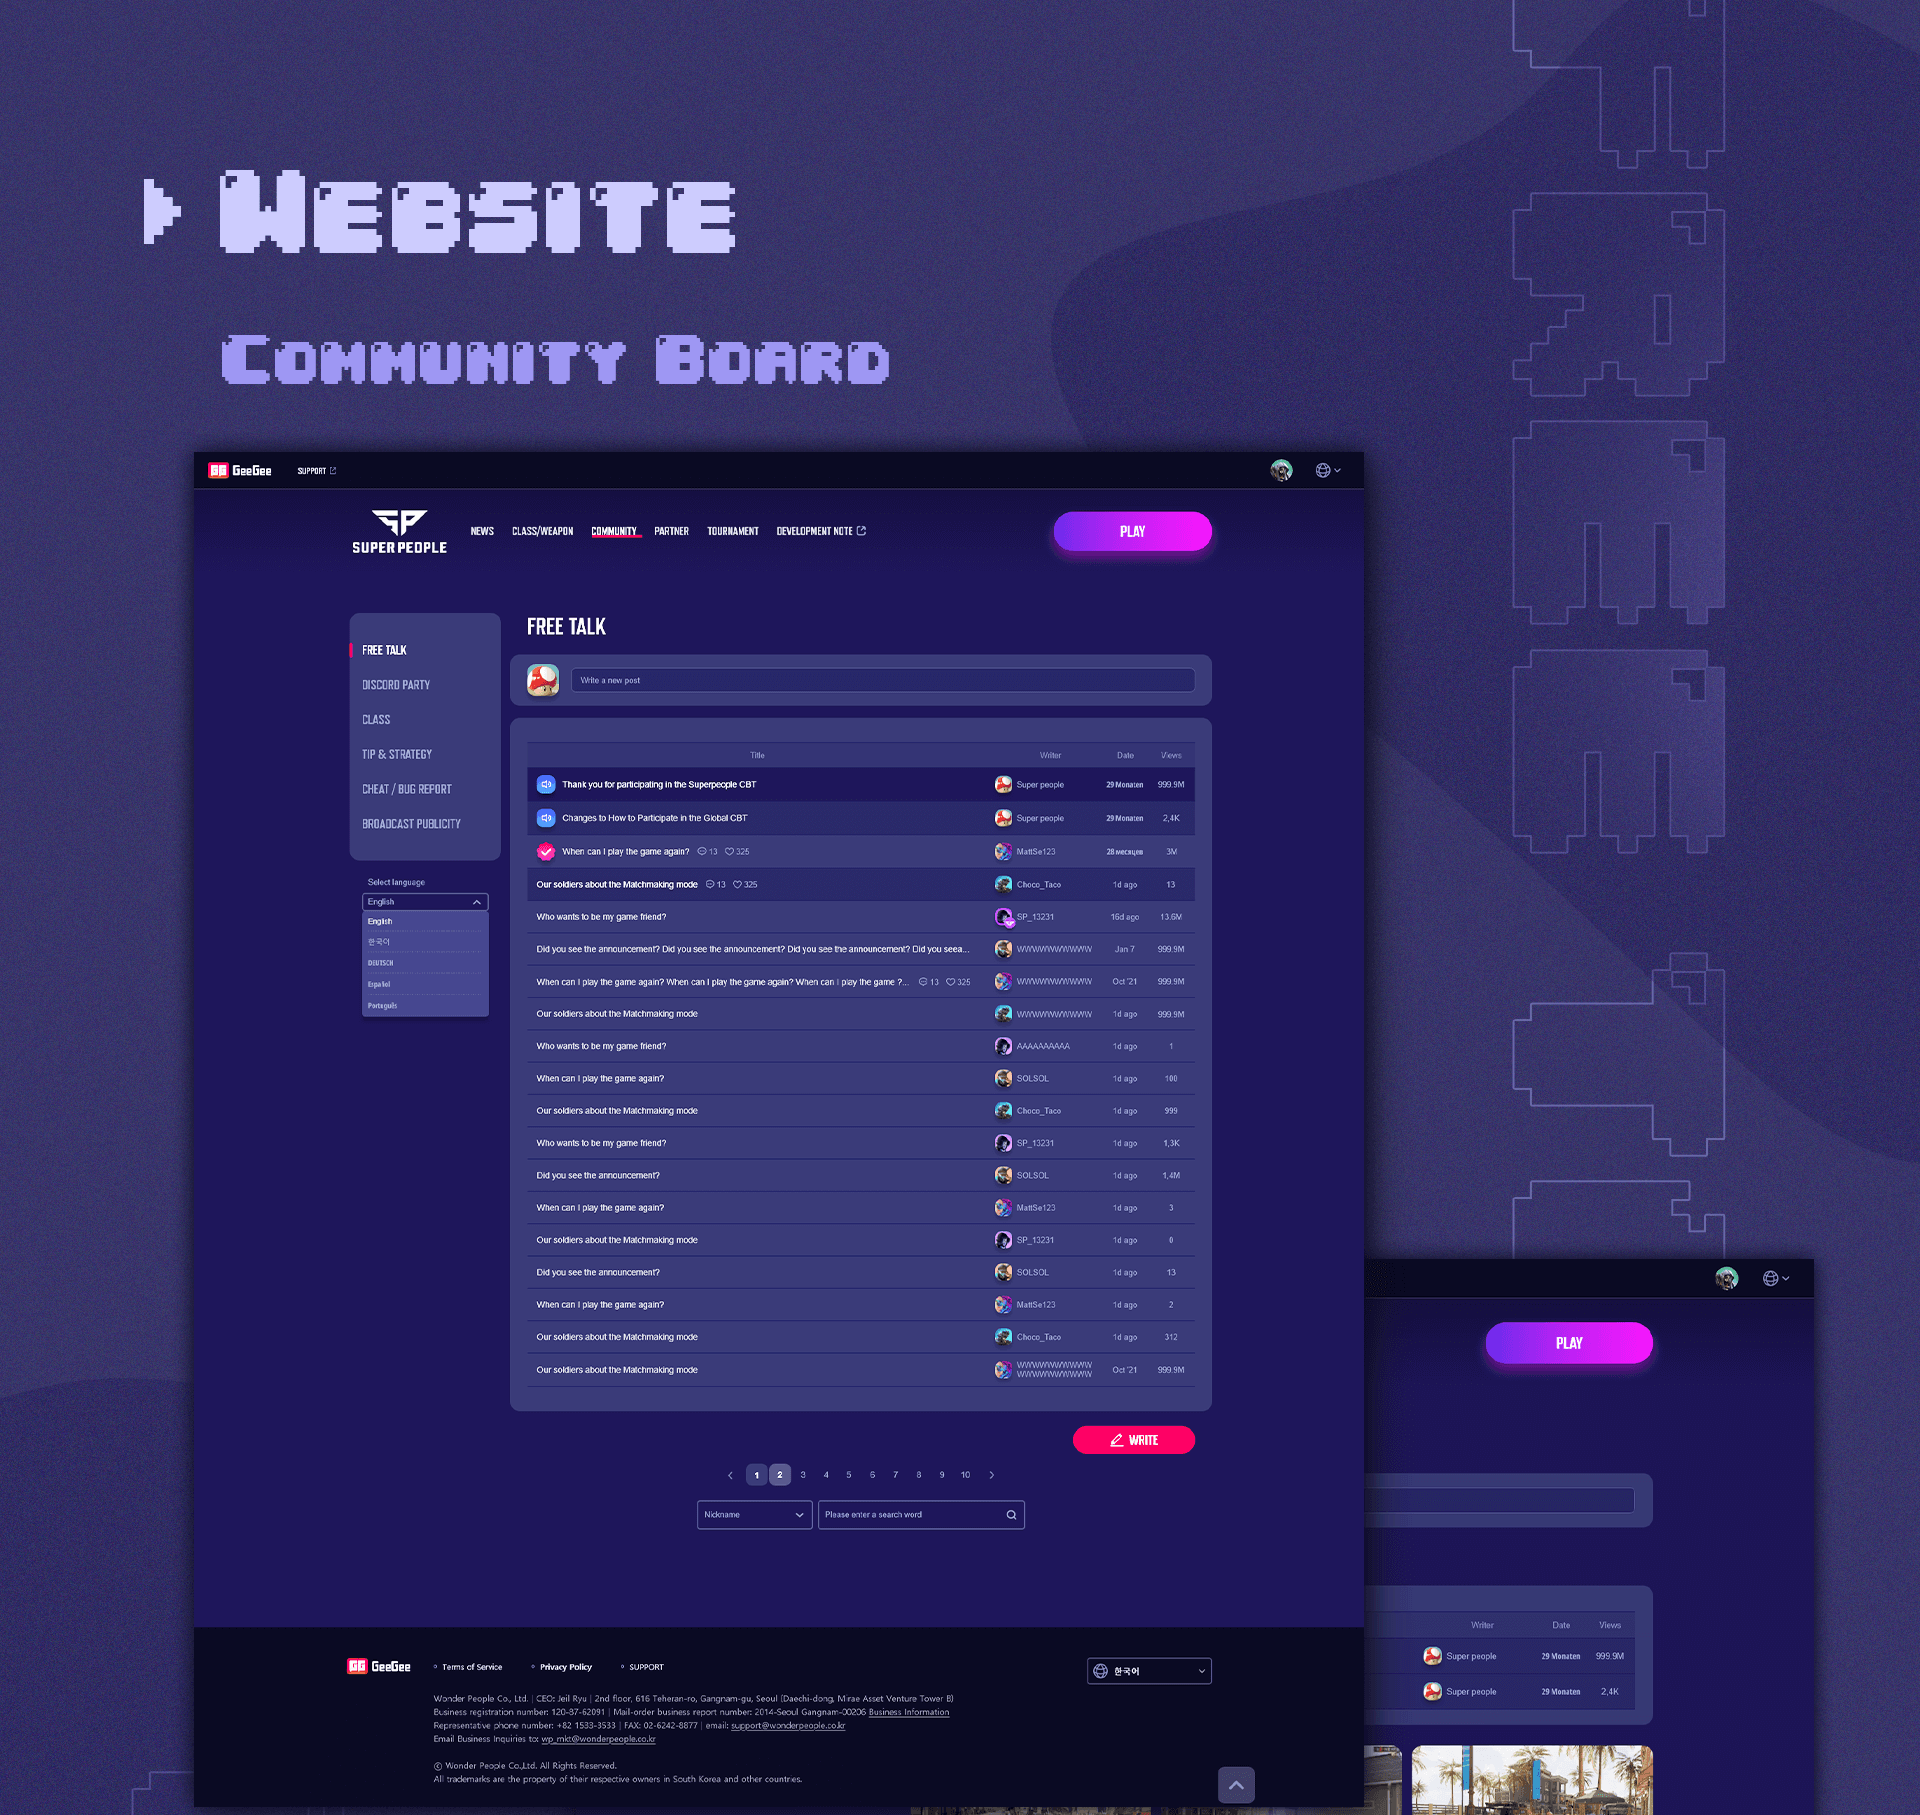 WEBSITE
COMMUNITY BOARD
GG GeeGee SUPPORT
SP
SUPER PEOPLE
NEWS CLASS/WEAPON COMMUNITY PARTNER TOURNAMENT DEVELOPMENT NOTE PLAY
FREE TALK
DISCORD PARTY
CLASS
TIP & STRATEGY
CHEAT / BUG REPORT
BROADCAST PUBLICITY
Select language
English
English
한국어
DEUTSCH
Español
Português
FREE TALK
Write a new post
Title Writer Date Views
Thank you for participating in the Superpeople CBT Super people 29 Monaten 999.9M
Changes to How to Participate in the Global CBT Super people 29 Monaten 2,4K
When can I play the game again? 13 325 MattSe123 28 месяцев 3M
Our soldiers about the Matchmaking mode 13 325 Choco_Taco 1d ago 13
Who wants to be my game friend? SP_13231 16d ago 13.6M
Did you see the announcement? Did you see the announcement? Did you see the announcement? Did you seea... WWWWWWWWWW Jan 7 999.9M
When can I play the game again? When can I play the game again? When can I play the game ?... 13 325 WWWWWWWWWW Oct '21 999.9M
Our soldiers about the Matchmaking mode WWWWWWWWWW 1d ago 999.9M
Who wants to be my game friend? AAAAAAAAAA 1d ago 1
When can I play the game again? SOLSOL 1d ago 100
Our soldiers about the Matchmaking mode Choco_Taco 1d ago 999
Who wants to be my game friend? SP_13231 1d ago 1,3K
Did you see the announcement? SOLSOL 1d ago 1,4M
When can I play the game again? MattSe123 1d ago 3
Our soldiers about the Matchmaking mode SP_13231 1d ago 0
Did you see the announcement? SOLSOL 1d ago 13
When can I play the game again? MattSe123 1d ago 2
Our soldiers about the Matchmaking mode Choco_Taco 1d ago 312
Our soldiers about the Matchmaking mode WWWWWWWWWW Oct '21 999.9M
WWWWWWWWWW
WRITE
1 2 3 4 5 6 7 8 9 10
Nickname Please enter a search word
GG GeeGee Terms of Service Privacy Policy SUPPORT 한국어
Wonder People Co., Ltd. | CEO: Jeil Ryu | 2nd floor, 616 Teheran-ro, Gangnam-gu, Seoul (Daechi-dong, Mirae Asset Venture Tower B)
Business registration number: 120-87-62091 | Mail-order business report number: 2014-Seoul Gangnam-00206 Business Information
Representative phone number: +82 1533-3533 | FAX: 02-6242-8877 | email: support@wonderpeople.co.kr
Email Business Inquiries to: wp_mkt@wonderpeople.co.kr
© Wonder People Co.,Ltd. All Rights Reserved.
All trademarks are the property of their respective owners in South Korea and other countries.
PLAY
Writer Date Views
Super people 29 Monaten 999.9M
Super people 29 Monaten 2,4K